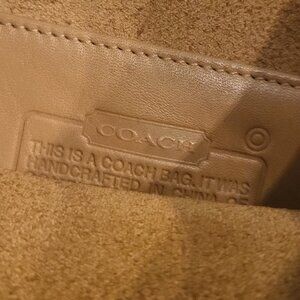 COACH
THIS IS A COACH BAG. IT WAS
HANDCRAFTED IN CHINA OF